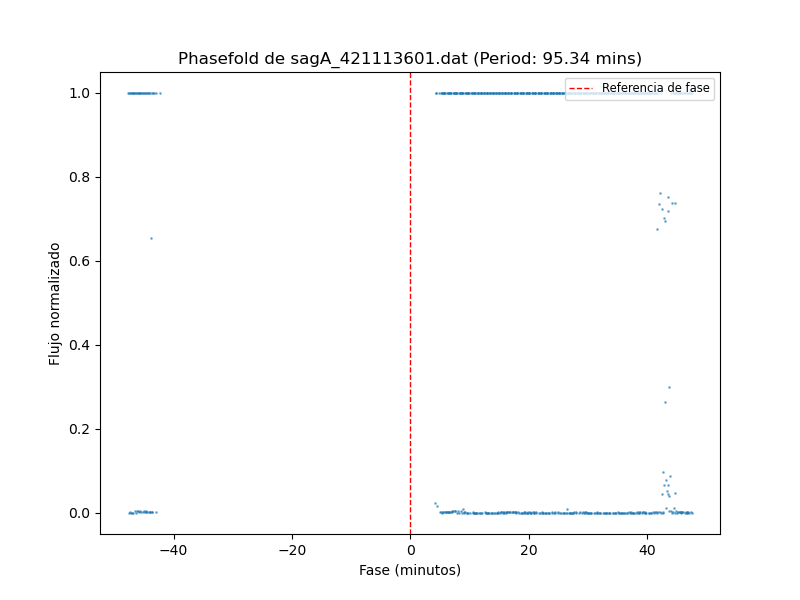 Phasefold de sagA_421113601.dat (Period: 95.34 mins)
Referencia de fase
Flujo normalizado
1.0
0.8
0.6
0.4
0.2
0.0
−40 −20 0 20 40
Fase (minutos)